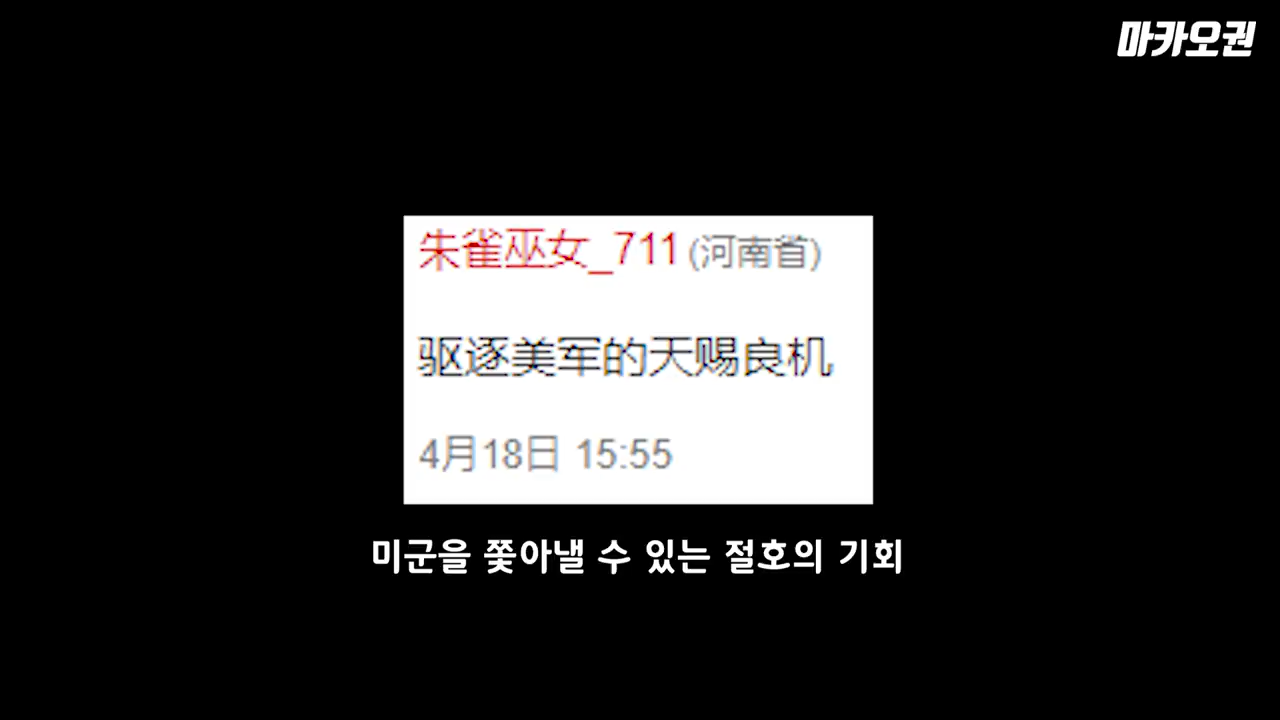 마카오권
朱雀巫女_711 (河南省)
驱逐美军的天赐良机
4月18日 15:55
미군을 쫓아낼 수 있는 절호의 기회